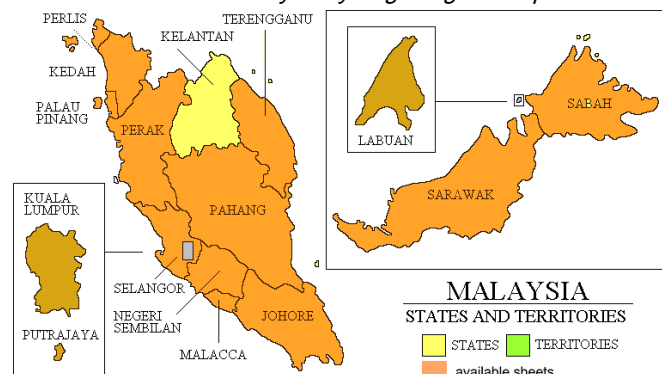 PERLIS
TERENGGANU
KELANTAN
KEDAH
PALAU
PINANG
PERAK
SABAH
LABUAN
SARAWAK
KUALA
LUMPUR
PAHANG
SELANGOR
NEGERI
SEMBILAN
JOHORE
PUTRAJAYA
MALACCA
MALAYSIA
STATES AND TERRITORIES
STATES
TERRITORIES
available sheets